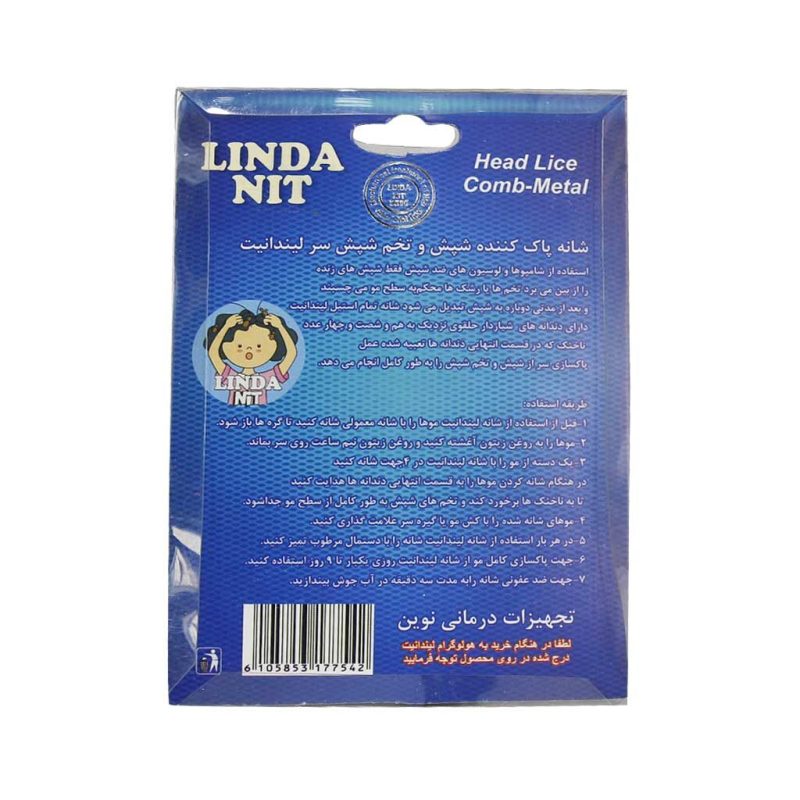 LINDA
NIT
Head Lice
Comb-Metal
LINDA
NIT
شانه پاک کننده شپش و تخم شپش سر لیندانیت
استفاده از شامپوها و لوسیون های ضد شپش فقط شپش های زنده
را از بین می برد تخم ها یا رشک ها محکم به سطح مو می چسبند
و بعد از مدتی دوباره به شپش تبدیل می شود شانه تمام استیل لیندانیت
دارای دندانه های شیاردار حلقوی نزدیک به هم و شصت و چهار عدد
ناخنک که در قسمت انتهایی دندانه ها تعبیه شده عمل
پاکسازی سر از شپش و تخم شپش را به طور کامل انجام می دهد.
LINDA
NIT
طریقه استفاده:
۱-قبل از استفاده از شانه لیندانیت موها را با شانه معمولی شانه کنید تا گره ها باز شود.
۲-موها را به روغن زیتون آغشته کنید و روغن زیتون نیم ساعت روی سر بماند.
۳-یک دسته از مو را با شانه لیندانیت در ۴جهت شانه کنید
در هنگام شانه کردن موها را به قسمت انتهایی دندانه ها هدایت کنید
تا به ناخنک ها برخورد کند و تخم های شپش به طور کامل از سطح مو جداشود.
۴-موهای شانه شده را با کش مو یا گیره سر علامت گذاری کنید.
۵-در هر بار استفاده از شانه لیندانیت شانه را با دستمال مرطوب تمیز کنید.
۶-جهت پاکسازی کامل مو از شانه لیندانیت روزی یکبار تا ۹ روز استفاده کنید.
۷-جهت ضد عفونی شانه رابه مدت سه دقیقه در آب جوش بیندازید.
تجهیزات درمانی نوین
لطفا در هنگام خرید به هولوگرام لیندانیت
درج شده در روی محصول توجه فرمایید
6 105853 177542